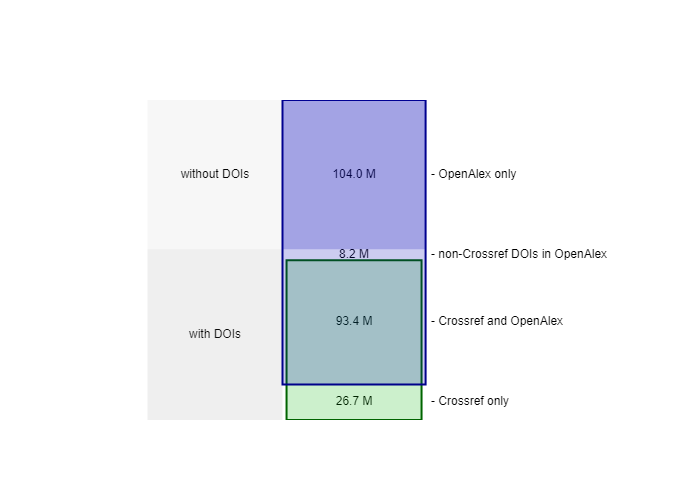 without DOIs 104.0 M - OpenAlex only
8.2 M - non-Crossref DOIs in OpenAlex
93.4 M - Crossref and OpenAlex
with DOIs
26.7 M - Crossref only